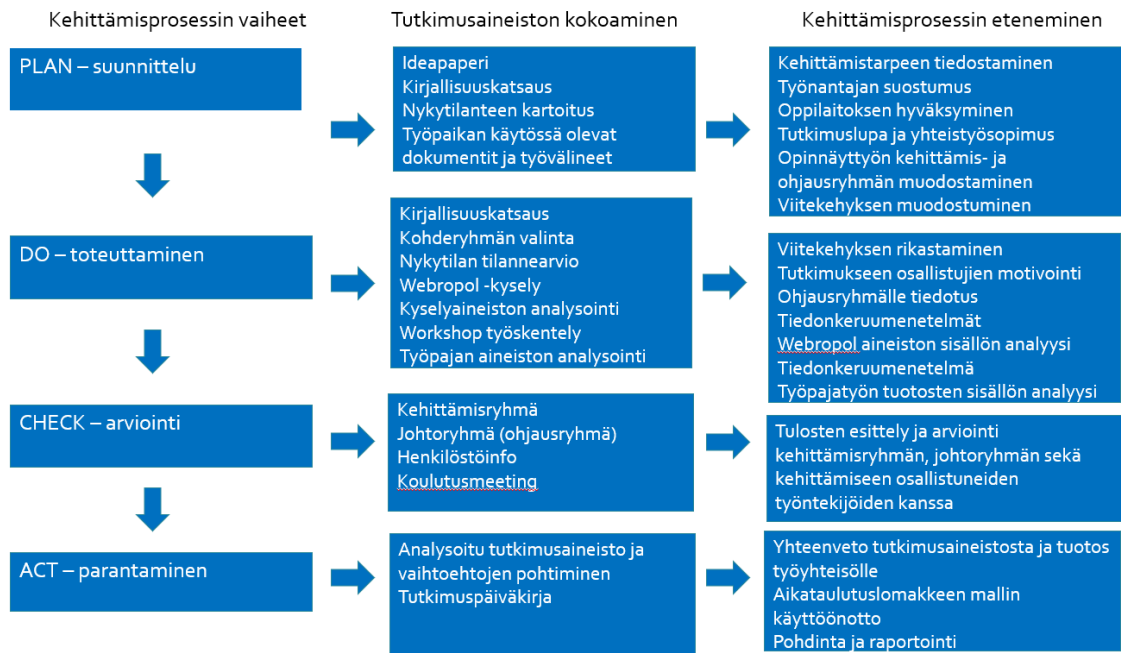 Kehittämisprosessin vaiheet
Tutkimusaineiston kokoaminen
Kehittämisprosessin eteneminen
PLAN – suunnittelu
Ideapaperi
Kirjallisuuskatsaus
Nykytilanteen kartoitus
Työpaikan käytössä olevat
dokumentit ja työvälineet
Kehittämistarpeen tiedostaminen
Työnantajan suostumus
Oppilaitoksen hyväksyminen
Tutkimuslupa ja yhteistyösopimus
Opinnäyttyön kehittämis- ja
ohjausryhmän muodostaminen
Viitekehyksen muodostuminen
DO – toteuttaminen
Kirjallisuuskatsaus
Kohderyhmän valinta
Nykytilan tilannearvio
Webropol -kysely
Kyselyaineiston analysointi
Workshop työskentely
Työpajan aineiston analysointi
Viitekehyksen rikastaminen
Tutkimukseen osallistujien motivointi
Ohjausryhmälle tiedotus
Tiedonkeruumenetelmät
Webropol aineiston sisällön analyysi
Tiedonkeruumenetelmä
Työpajatyön tuotosten sisällön analyysi
CHECK – arviointi
Kehittämisryhmä
Johtoryhmä (ohjausryhmä)
Henkilöstöinfo
Koulutusmeeting
Tulosten esittely ja arviointi
kehittämisryhmän, johtoryhmän sekä
kehittämiseen osallistuneiden
työntekijöiden kanssa
ACT – parantaminen
Analysoitu tutkimusaineisto ja
vaihtoehtojen pohtiminen
Tutkimuspäiväkirja
Yhteenveto tutkimusaineistosta ja tuotos
työyhteisölle
Aikataulutuslomakkeen mallin
käyttöönotto
Pohdinta ja raportointi